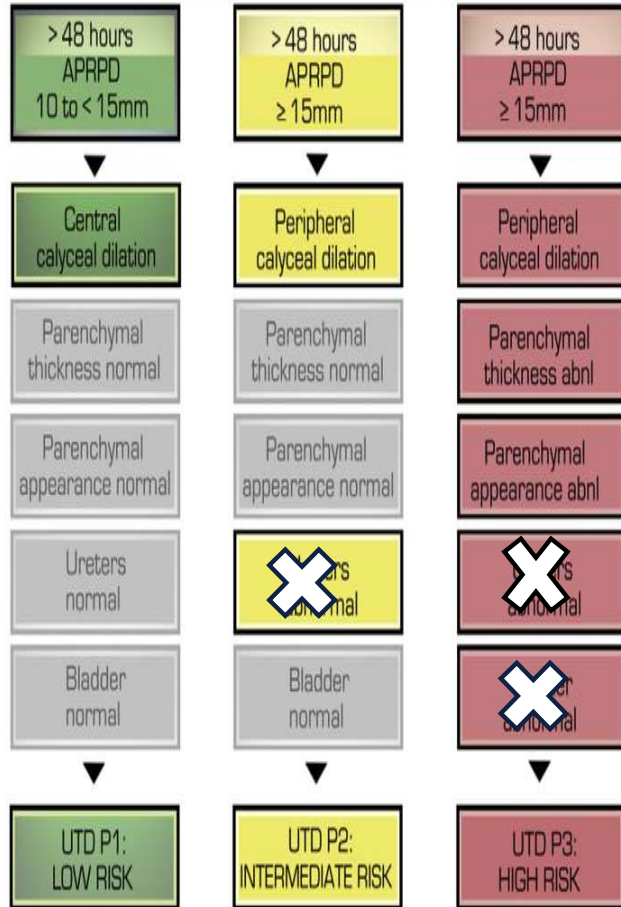 > 48 hours
APRPD
10 to < 15mm
Central
calyceal dilation
Parenchymal
thickness normal
Parenchymal
appearance normal
Ureters
normal
Bladder
normal
UTD P1:
LOW RISK
> 48 hours
APRPD
≥ 15mm
Peripheral
calyceal dilation
Parenchymal
thickness normal
Parenchymal
appearance normal
Bladder
normal
UTD P2:
INTERMEDIATE RISK
> 48 hours
APRPD
≥ 15mm
Peripheral
calyceal dilation
Parenchymal
thickness abnl
Parenchymal
appearance abnl
UTD P3:
HIGH RISK